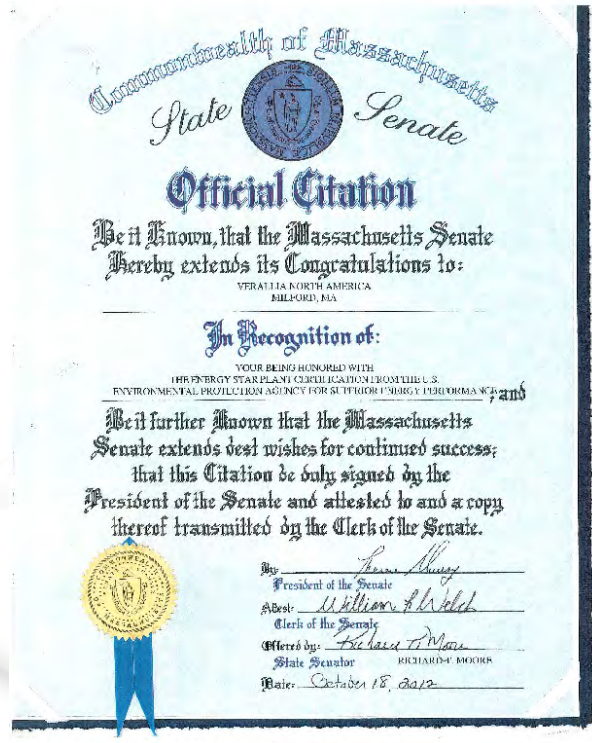 Commonwealth of Massachusetts
State Senate
Official Citation
Be it Known, that the Massachusetts Senate
Hereby extends its Congratulations to:
VERALLIA NORTH AMERICA
MILFORD, MA
In Recognition of:
YOUR BEING HONORED WITH
THE ENERGY STAR PLANT CERTIFICATION FROM THE U.S.
ENVIRONMENTAL PROTECTION AGENCY FOR SUPERIOR ENERGY PERFORMANCE; and
Be it further Known that the Massachusetts
Senate extends best wishes for continued success;
that this Citation be duly signed by the
President of the Senate and attested to and a copy
thereof transmitted by the Clerk of the Senate.
By: Murray
President of the Senate
Attest: William F. Welch
Clerk of the Senate
Offered by: Richard T. Moore
State Senator RICHARD T. MOORE
Date: October 18, 2012